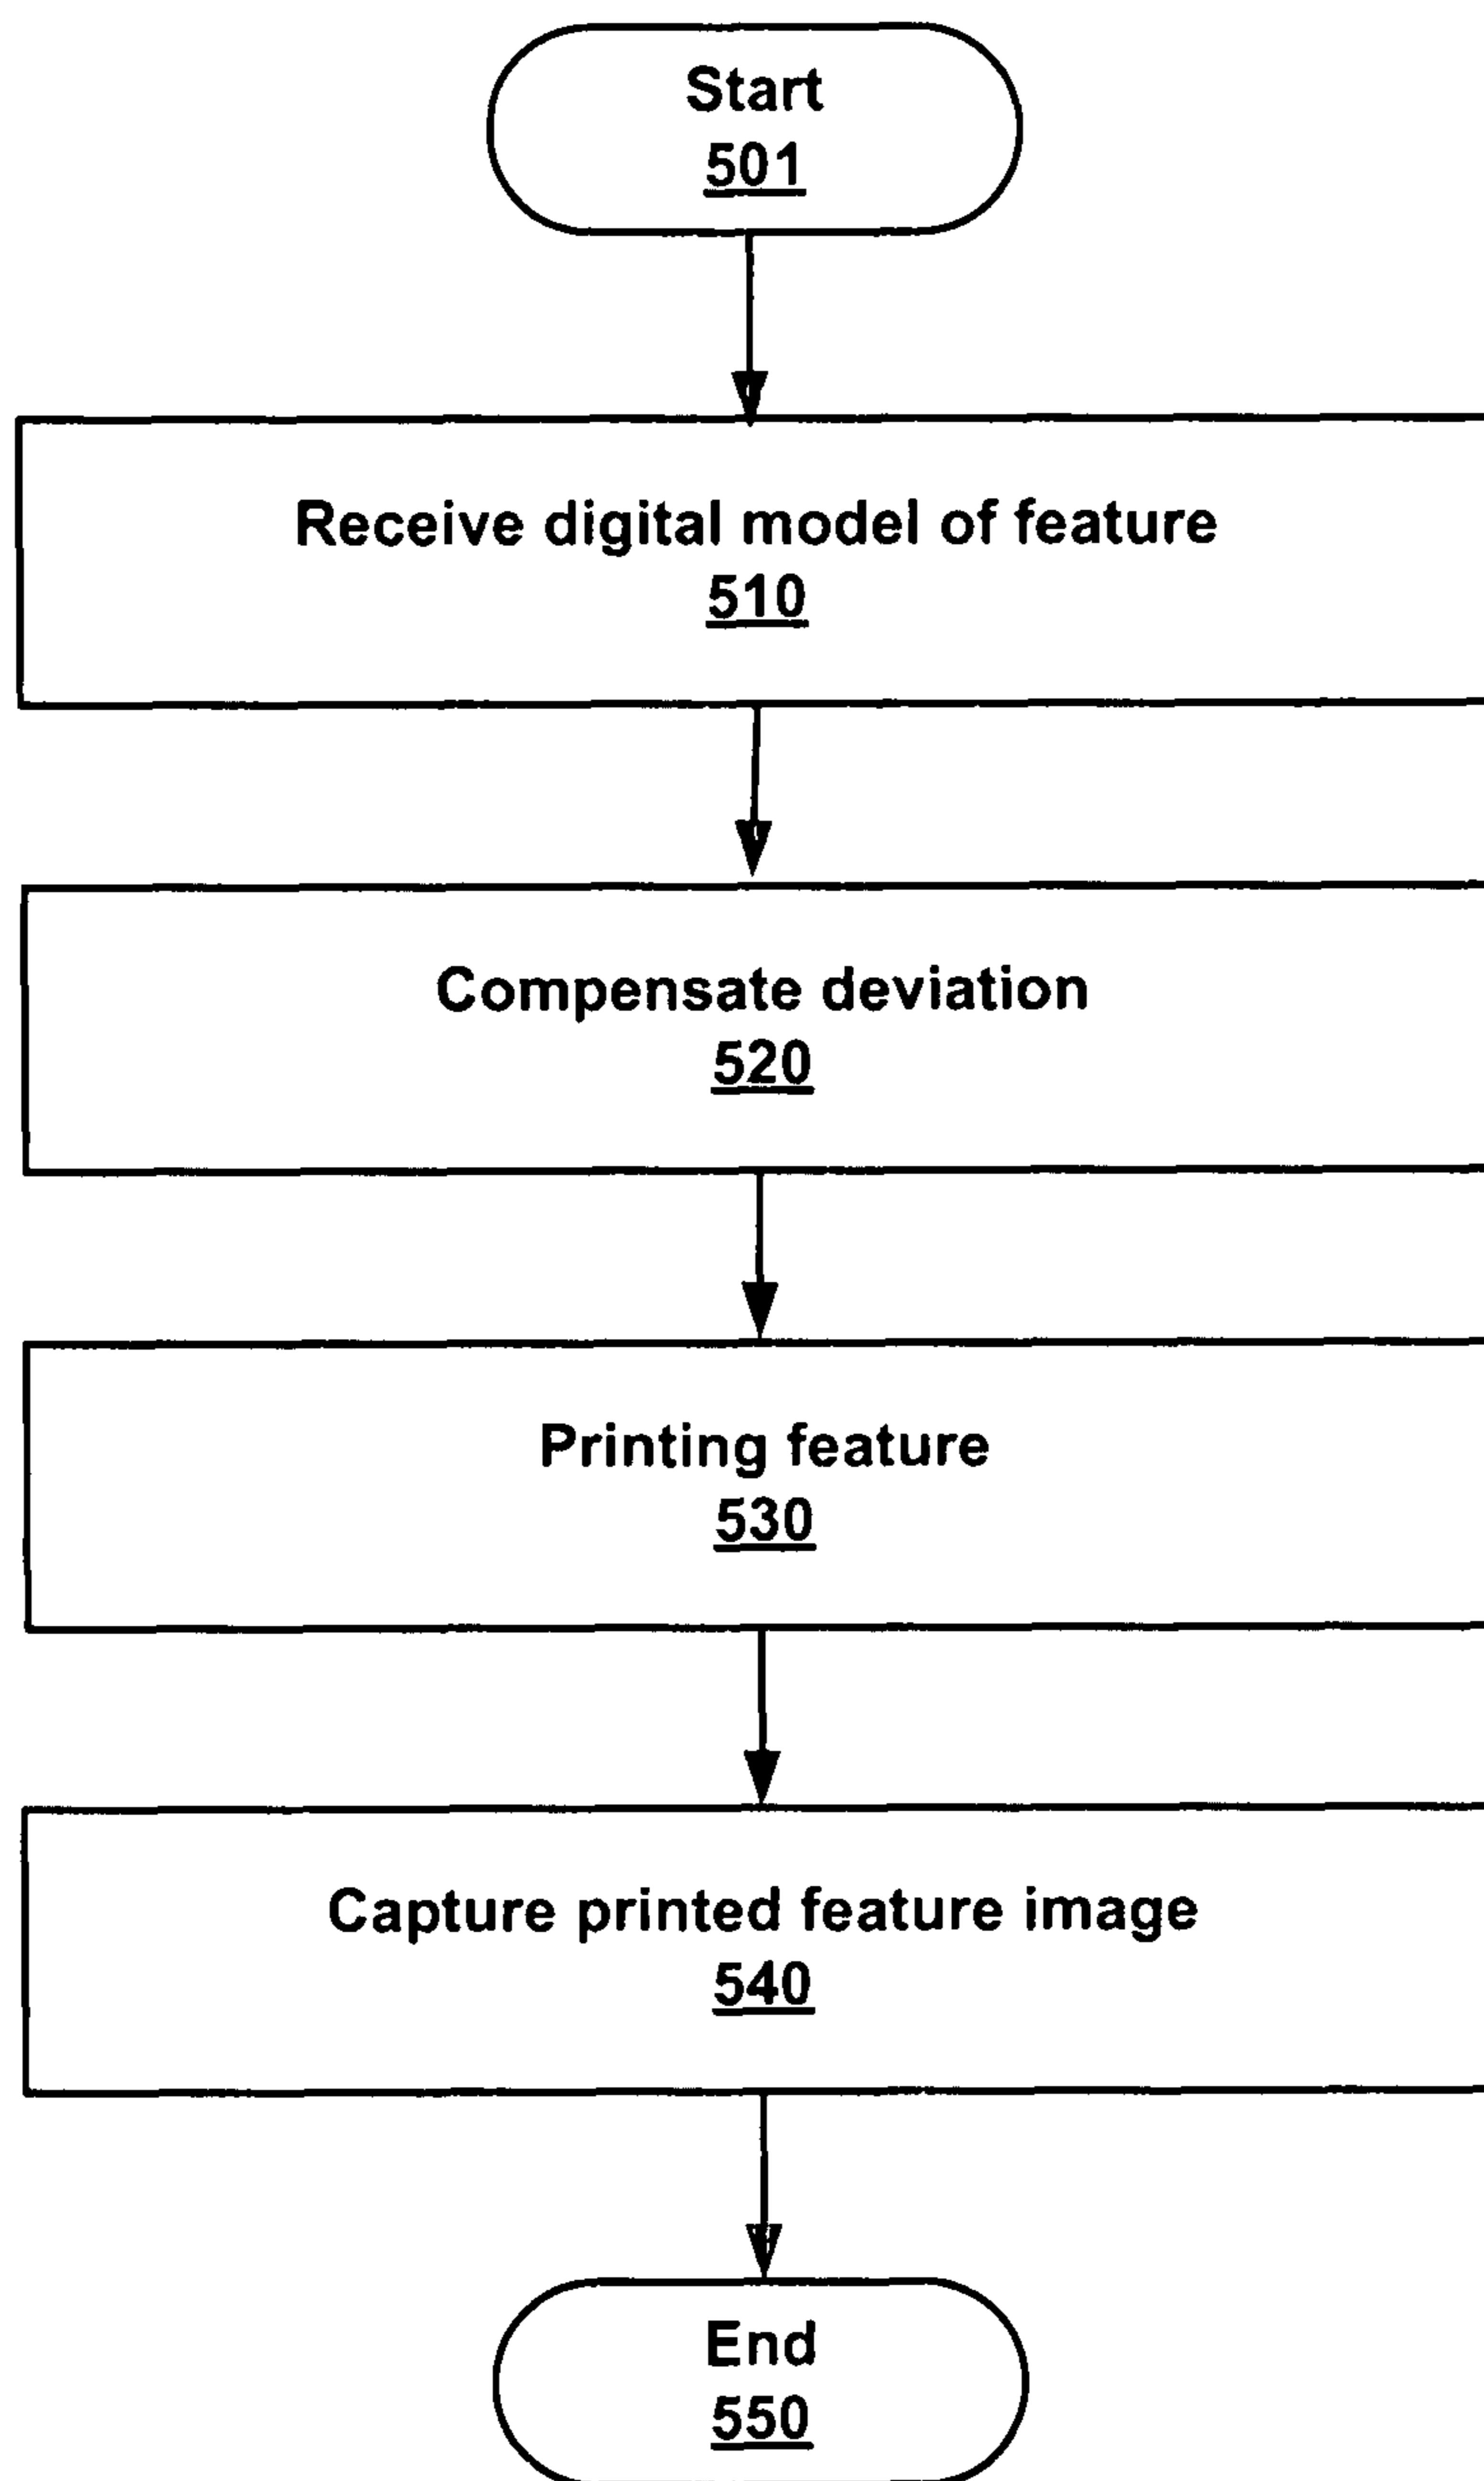 Start
501
Receive digital model of feature
510
Compensate deviation
520
Printing feature
530
Capture printed feature image
540
End
550